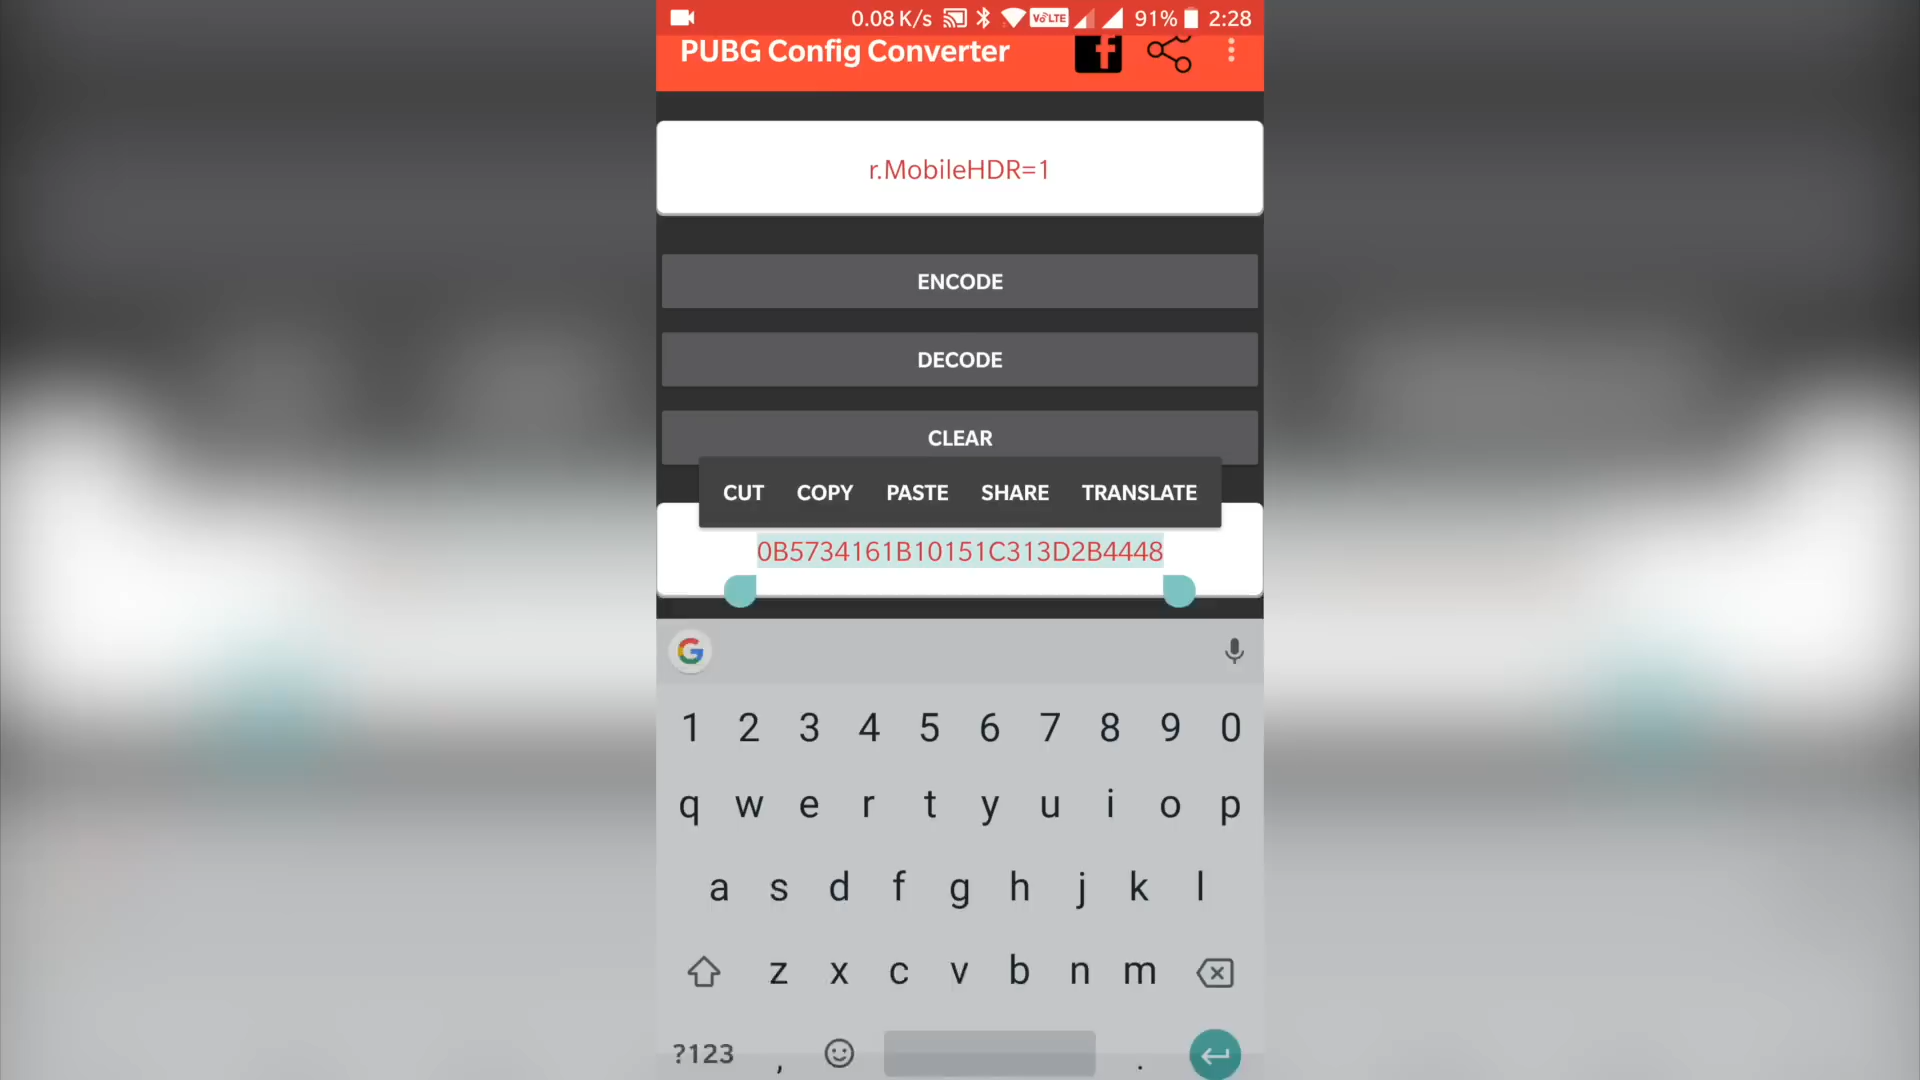 0.08 K/s VoLTE 91% 2:28
PUBG Config Converter
r.MobileHDR=1
ENCODE
DECODE
CLEAR
CUT COPY PASTE SHARE TRANSLATE
0B5734161B10151C313D2B4448
1 2 3 4 5 6 7 8 9 0
q w e r t y u i o p
a s d f g h j k l
z x c v b n m
?123 , .